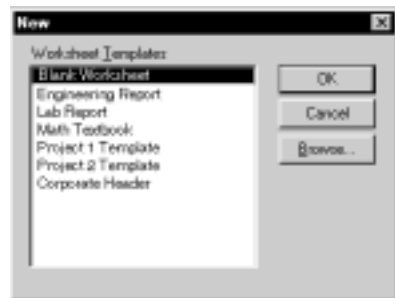 New
Worksheet Templates
Blank Worksheet
Engineering Report
Lab Report
Math Textbook
Project 1 Template
Project 2 Template
Corporate Header
OK
Cancel
Browse...